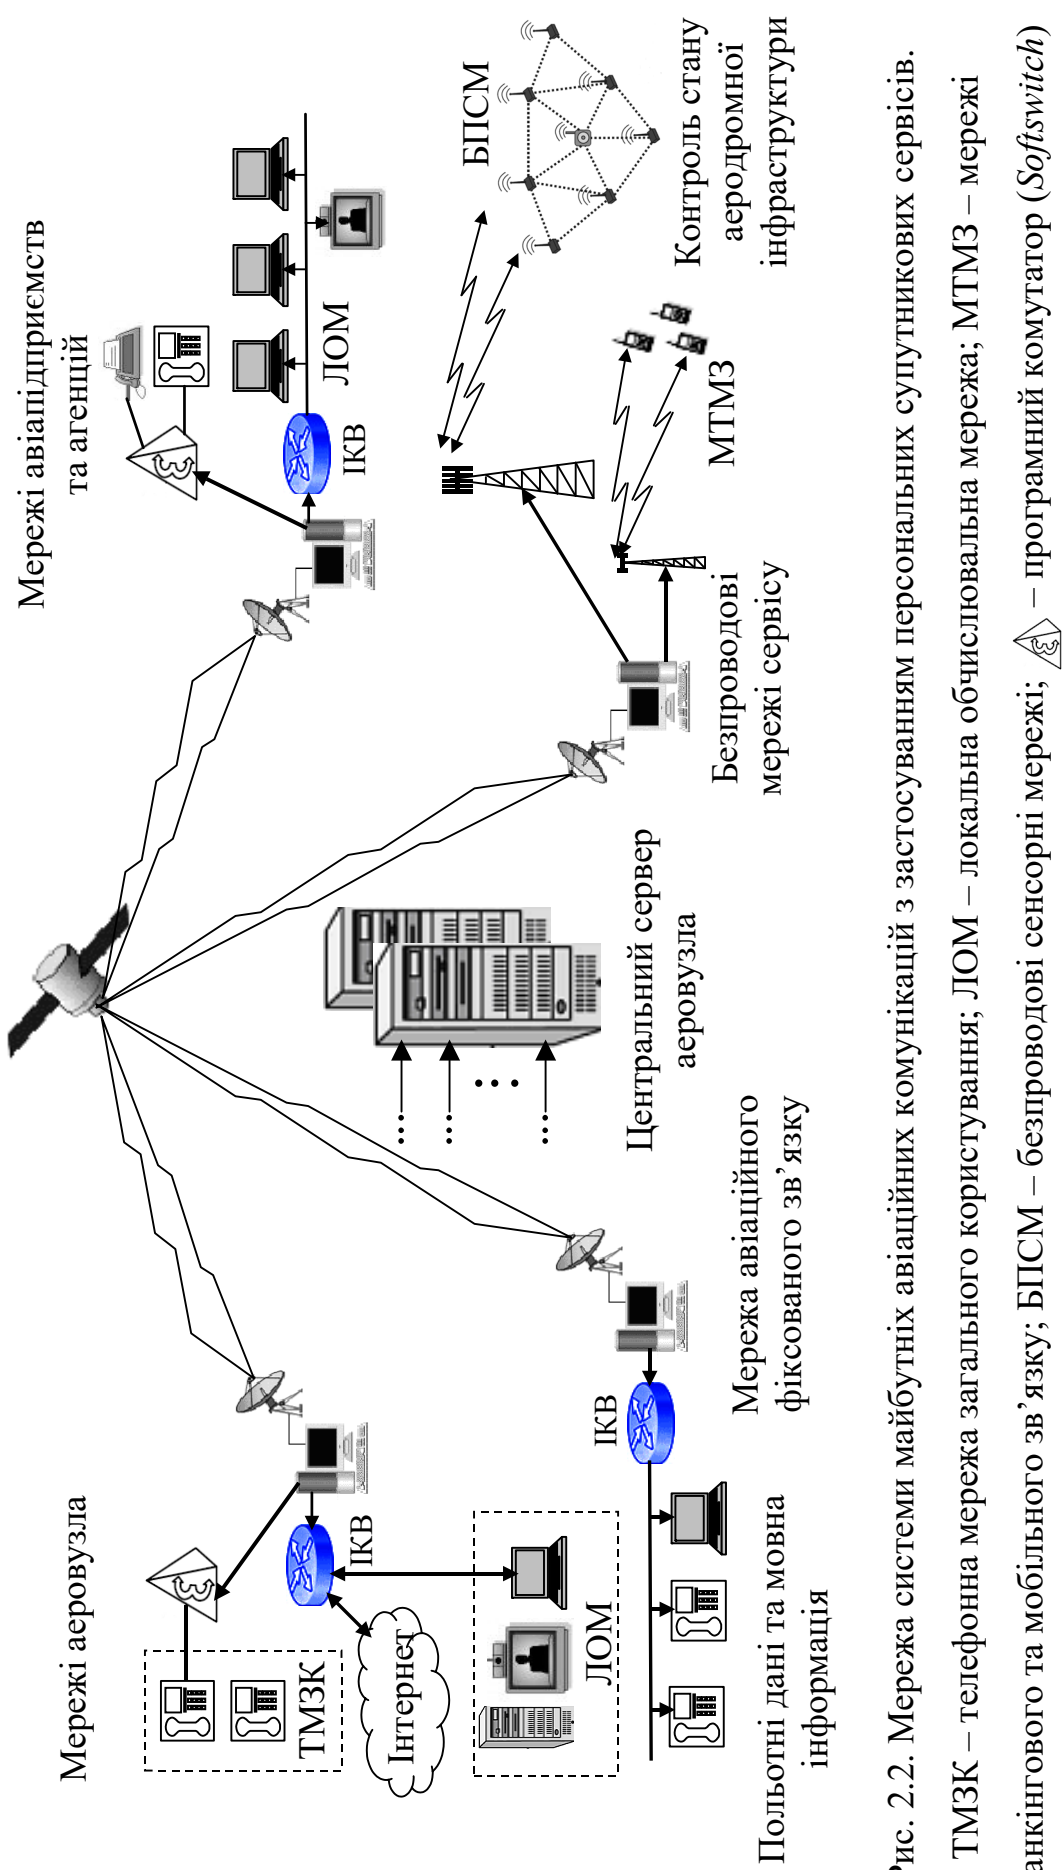 Мережі аеровузла
ТМЗК
Інтернет
ІКВ
ЛОМ
Польотні дані та мовна
інформація
ІКВ
Мережа авіаційного
фіксованого зв’язку
Центральний сервер
аеровузла
Мережі авіапідприємств
та агенцій
ІКВ
ЛОМ
Безпроводові
мережі сервісу
МТМЗ
БПСМ
Контроль стану
аеродромної
інфраструктури
Рис. 2.2. Мережа системи майбутніх авіаційних комунікацій з застосуванням персональних супутникових сервісів.
ТМЗК – телефонна мережа загального користування; ЛОМ – локальна обчислювальна мережа; МТМЗ – мережі
анкінгового та мобільного зв’язку; БПСМ – безпроводові сенсорні мережі; – програмний комутатор (Softswitch)